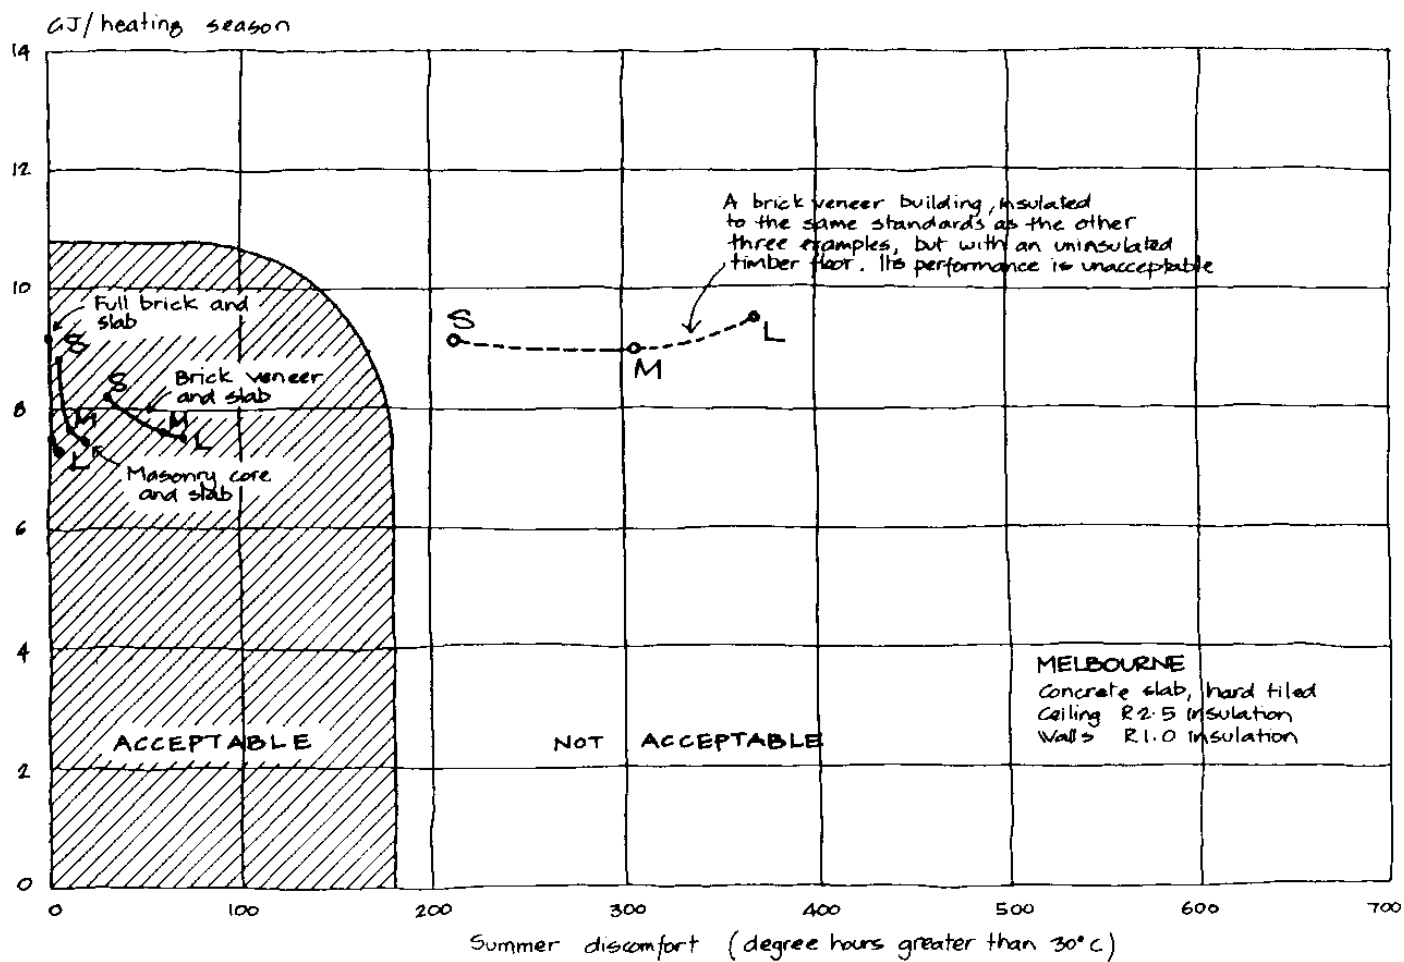 GJ/heating season
14
12
A brick veneer building, insulated
to the same standards as the other
three examples, but with an uninsulated
timber floor. Its performance is unacceptable
10
Full brick and
slab
S
S
L
M
8
S
Brick veneer
and slab
S
M
M
L
L
Masonry core
and slab
6
4
MELBOURNE
Concrete slab, hard tiled
Ceiling R2.5 insulation
Walls R1.0 insulation
ACCEPTABLE
NOT ACCEPTABLE
2
0
0 100 200 300 400 500 600 700
Summer discomfort (degree hours greater than 30°C)